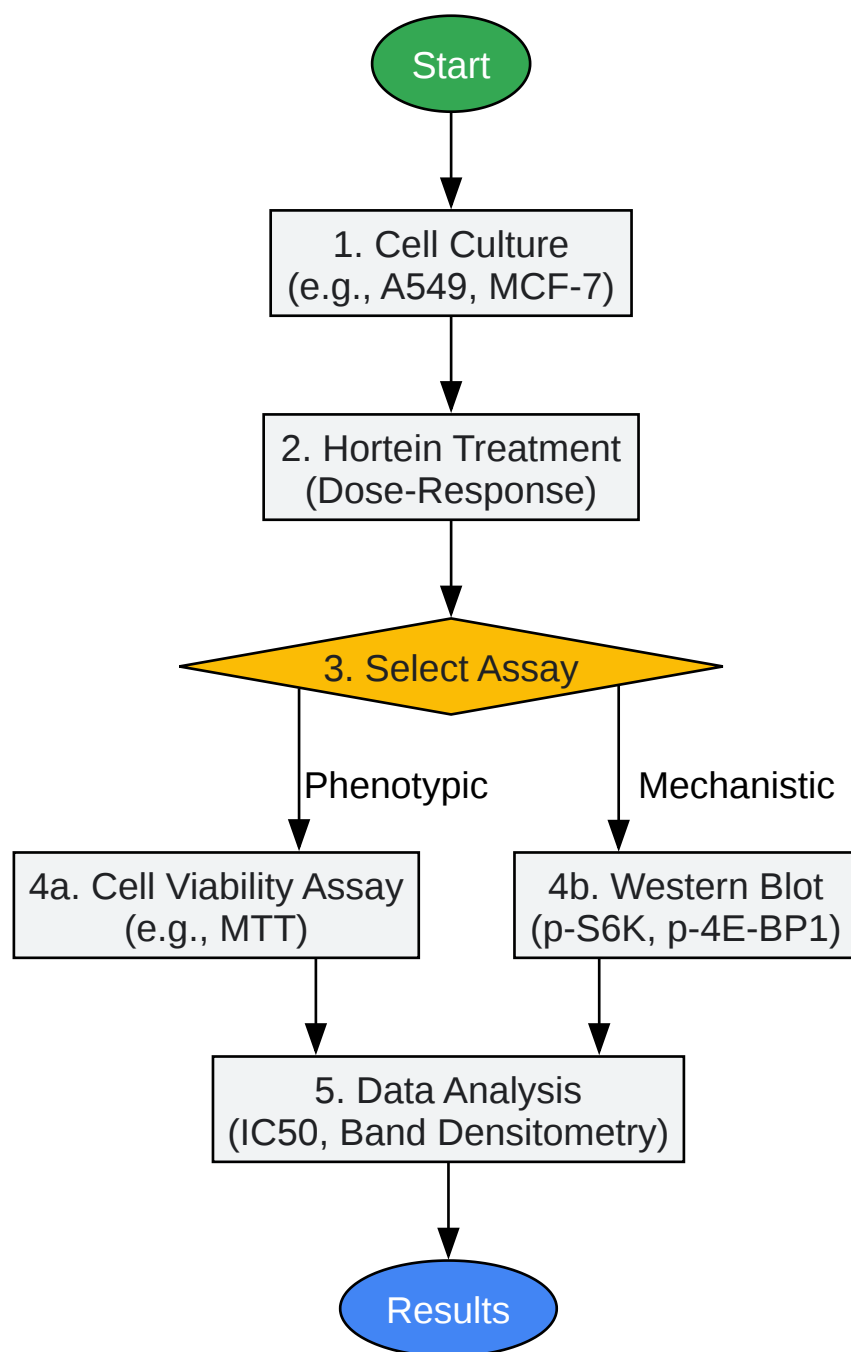 Start
1. Cell Culture
(e.g., A549, MCF-7)
2. Hortein Treatment
(Dose-Response)
3. Select Assay
Phenotypic
Mechanistic
4a. Cell Viability Assay
(e.g., MTT)
4b. Western Blot
(p-S6K, p-4E-BP1)
5. Data Analysis
(IC50, Band Densitometry)
Results